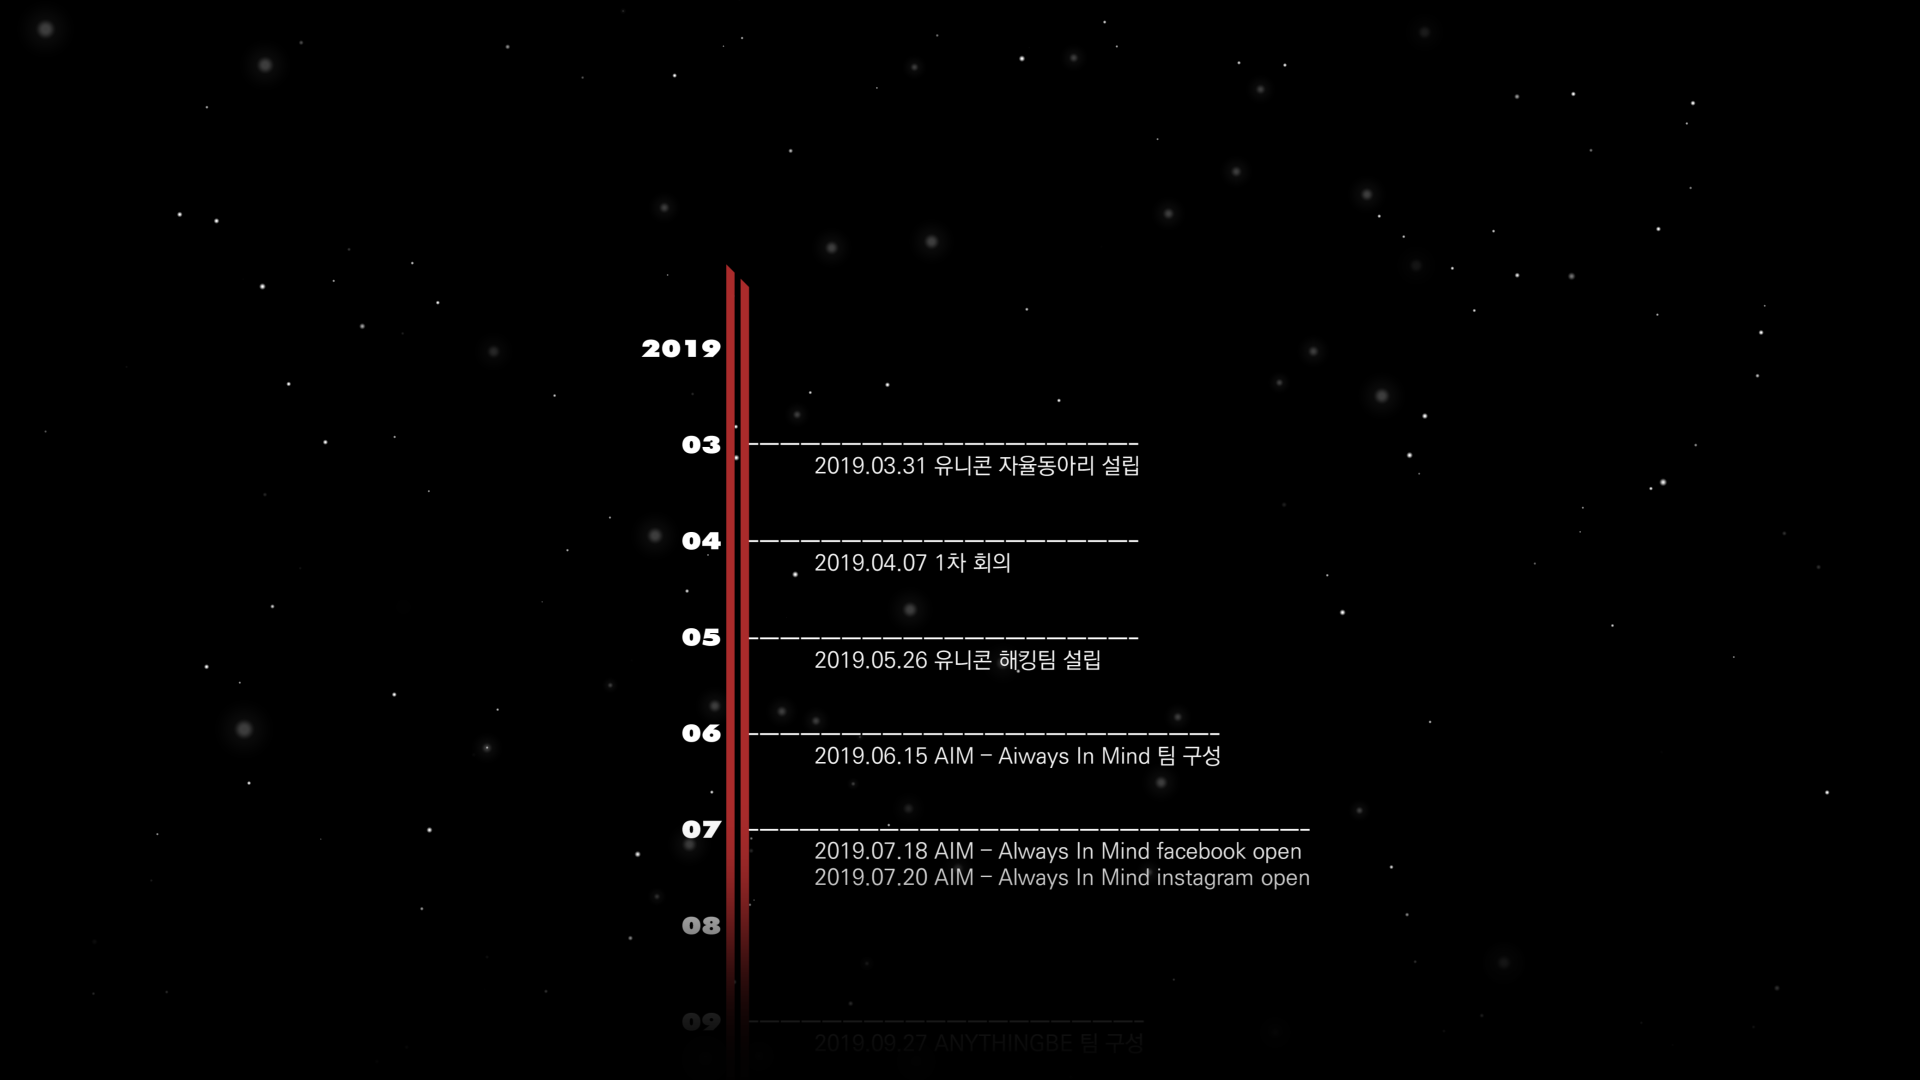 2019
03
2019.03.31 유니콘 자율동아리 설립
04
2019.04.07 1차 회의
05
2019.05.26 유니콘 해킹팀 설립
06
2019.06.15 AIM - Aiways In Mind 팀 구성
07
2019.07.18 AIM - Always In Mind facebook open
2019.07.20 AIM - Always In Mind instagram open
08
09
2019.09.27 ANYTHINGBE 팀 구성